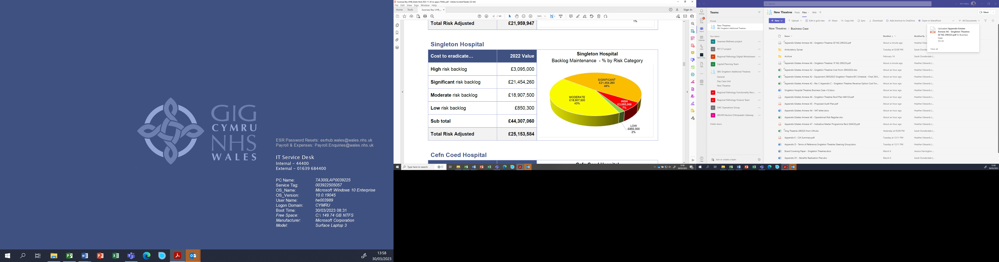 GIG
CYMRU
NHS
WALES
ESR Password Resets: esrhub.wales@wales.nhs.uk
Payroll & Expenses: Payroll.Enquiries@wales.nhs.uk
IT Service Desk
Internal – 44400
External – 01639 684400
PC Name: 7A300LAP0039225
Service Tag: 003922505057
OS_Name: Microsoft Windows 10 Enterprise
OS_Version: 10.0.19045
User Name: he003989
Logon Domain: CYMRU
Boot Time: 30/03/2023 08:31
Free Space: C:\ 149.74 GB NTFS
Manufacturer: Microsoft Corporation
Model: Surface Laptop 3
13:58
30/03/2023
Swansea Bay UHB_Estate Strat 2022-11-30 no appxx FINAL.pdf - Adobe Acrobat Reader (32-bit)
File Edit View Sign Window Help
Home Tools Swansea Bay UHB_... × Sign In
42 / 141 194%
Total Risk Adjusted £21,959,947
1%
Singleton Hospital
Cost to eradicate… 2022 Value
High risk backlog £3,095,000
Significant risk backlog £21,454,260
Moderate risk backlog £18,907,500
Low risk backlog £850,300
Sub total £44,307,060
Total Risk Adjusted £25,153,584
Singleton Hospital
Backlog Maintenance - % by Risk Category
SIGNIFICANT
£21,454,260
48%
MODERATE
£18,907,500
43%
HIGH
£3,095,000
7%
LOW
£850,300
2%
Cefn Coed Hospital
Cefn Coed Hospital
Type here to search
13:58
30/03/2023
Search
NHS Wales
Activity
Chat
Teams
Calendar
Calls
Teams Crea...
Files
Apps
Help
Teams
Pinned
New Theatres
SBU Singleton Additional Theatres
Your teams
Swansea Wellness project
PET CT project
Regional Pathology Digital Workstream
Capital Planning Team
SBU Singleton Additional Theatres
General
Day Case Unit
New Theatres
Regional Pathology Functionality Revi...
Regional Pathology Finance Team
SWC Operations Group
SBUHB Elective Orthopaedic Gateway
Hidden teams
Join or create a team
New Theatres Posts Files Wiki Meet
New Upload Edit in grid view Share Copy link Sync Download Add shortcut to OneDrive Open in SharePoint All Documents
New Theatres > Business Case
Name Modified Modified By
Appendix Estates Annexe A6 - Singleton Theatres GF NG 290323.pdf About a minute ago Heather Edw
Ambulatory Gynae Tuesday at 02:08 PM Sarah Dunder
Archive February 14 Sarah Dunderdale (...
Appendix Estates Annexe A6 - Singleton Theatres 1F NG 290323.pdf About a minute ago Heather Edwards (...
Appendix Estates Annexe A2 - Singleton Theatres Cost Form 29032023.xlsx About an hour ago Heather Edwards (...
Appendix Estates Annexe A2 - Equipment 29032023 Singleton Theatre BJC Schedule - Final 29.0... About an hour ago Heather Edwards (...
Appendix Estates Annexe A2 - Rev C Appendix C - Singleton Theatres Revenue Option Cost For... About an hour ago Heather Edwards (...
Singleton Hospital Theatres Business Case v12.docx About an hour ago Heather Edwards (...
Appendix Estates Annexe A6 - Singleton Theatres Roof Plan 040123.pdf About an hour ago Heather Edwards (...
Appendix Estates Annexe A5 - Proposed Audit Plan.pdf About an hour ago Heather Edwards (...
Appendix Estates Annexe A4 - VAT letter.docx About an hour ago Heather Edwards (...
Appendix Estates Annexe A8 - Operational Risk Register.xlsx About an hour ago Heather Edwards (...
Appendix Estates Annexe A7 - Indicative Master Programme Rev2 (MACE).pdf About an hour ago Heather Edwards (...
Sing Theatres 280323 from CM.xlsx Yesterday at 05:08 PM Sarah Dunderdale (...
Appendix E - CIA Summary.pdf Tuesday at 12:11 PM Heather Edwards (...
Appendix D - Terms of Reference Singleton Theatres Steering Group.docx Tuesday at 12:11 PM Heather Edwards (...
Board Covering Paper - Singleton Theatres.docx March 6 Jessica Harrington ...
Appendix D1 - Benefits Realisation Plan.doc March 6 Sarah Dunderdale (...
Uploaded Appendix Estates
Annexe A6 - Singleton Theatres
GF NG 290323.pdf to Business
Case
502 KB
View all
13:58
30/03/2023